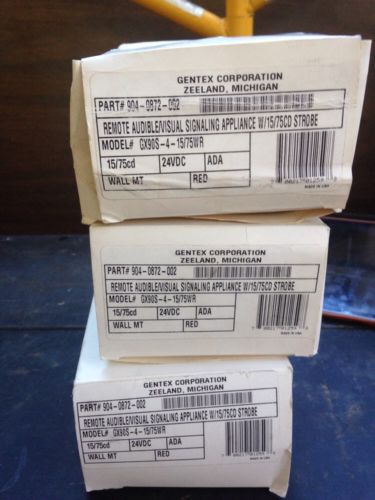 GENTEX CORPORATION
ZEELAND, MICHIGAN
PART# 904-0872-002
REMOTE AUDIBLE/VISUAL SIGNALING APPLIANCE W/15/75CD STROBE
MODEL# GX90S-4-15/75WR
15/75cd 24VDC ADA
WALL MT RED
MADE IN USA
GENTEX CORPORATION
ZEELAND, MICHIGAN
PART# 904-0872-002
REMOTE AUDIBLE/VISUAL SIGNALING APPLIANCE W/15/75CD STROBE
MODEL# GX90S-4-15/75WR
15/75cd 24VDC ADA
WALL MT RED
MADE IN USA
GENTEX CORPORATION
ZEELAND, MICHIGAN
PART# 904-0872-002
REMOTE AUDIBLE/VISUAL SIGNALING APPLIANCE W/15/75CD STROBE
MODEL# GX90S-4-15/75WR
15/75cd 24VDC ADA
WALL MT RED